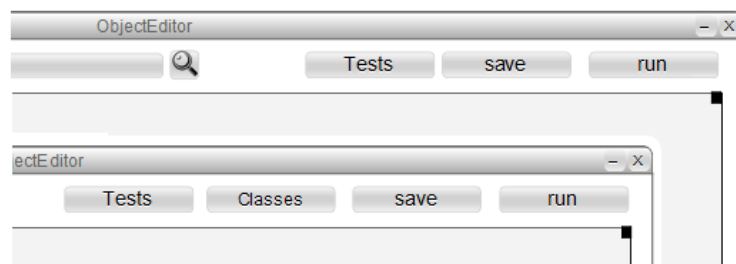 ObjectEditor – x
Tests save run
ectEditor – x
Tests Classes save run